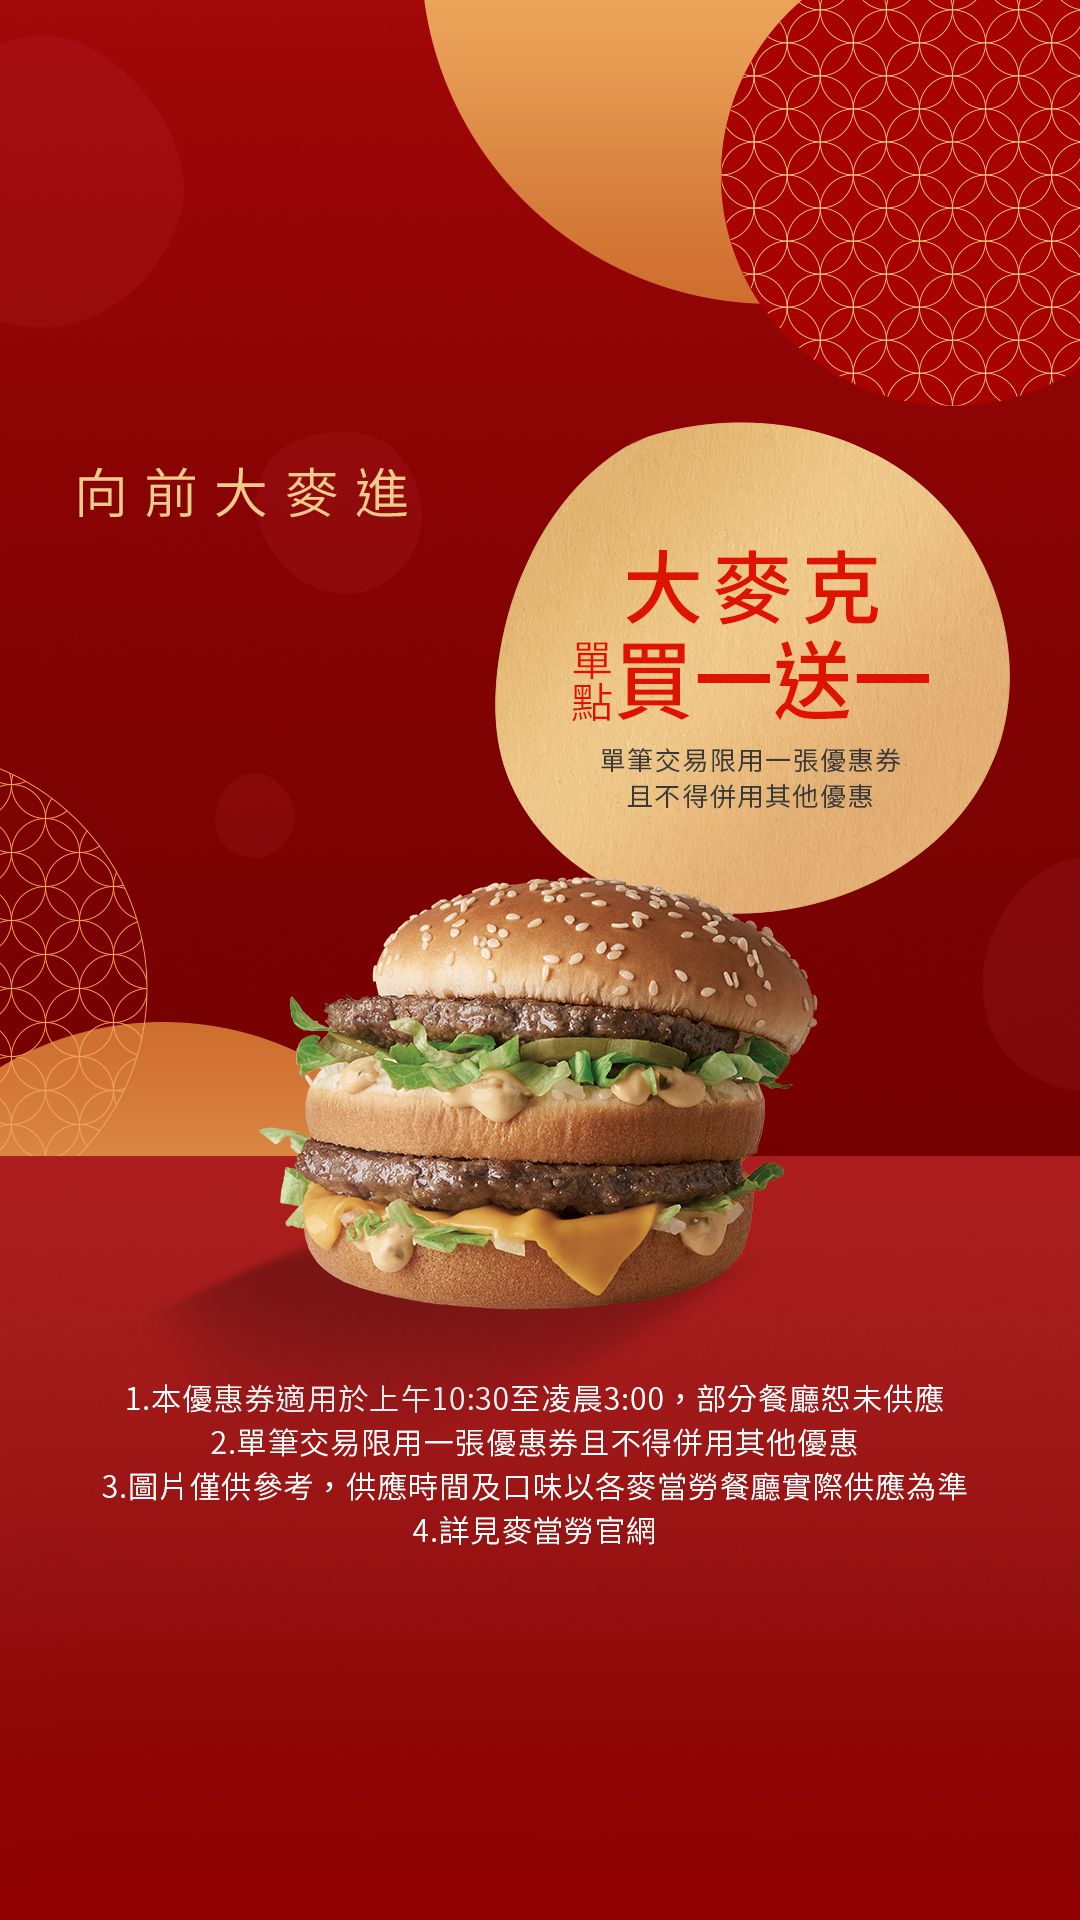 向前大麥進
大麥克
單點買一送一
單筆交易限用一張優惠券
且不得併用其他優惠
1.本優惠券適用於上午10:30至凌晨3:00，部分餐廳恕未供應
2.單筆交易限用一張優惠券且不得併用其他優惠
3.圖片僅供參考，供應時間及口味以各麥當勞餐廳實際供應為準
4.詳見麥當勞官網